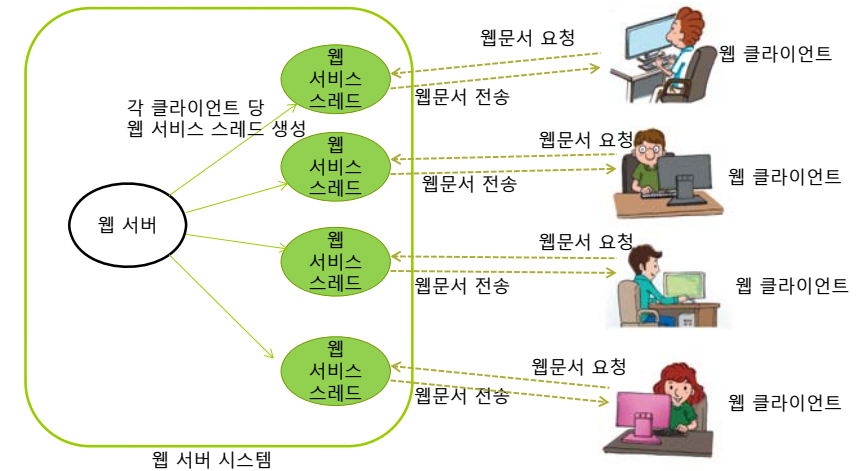 웹
서비스
스레드
웹문서 요청
웹문서 전송
웹 클라이언트
각 클라이언트 당
웹 서비스 스레드 생성
웹
서비스
스레드
웹문서 요청
웹문서 전송
웹 클라이언트
웹 서버
웹
서비스
스레드
웹문서 요청
웹문서 전송
웹 클라이언트
웹
서비스
스레드
웹문서 요청
웹문서 전송
웹 클라이언트
웹 서버 시스템